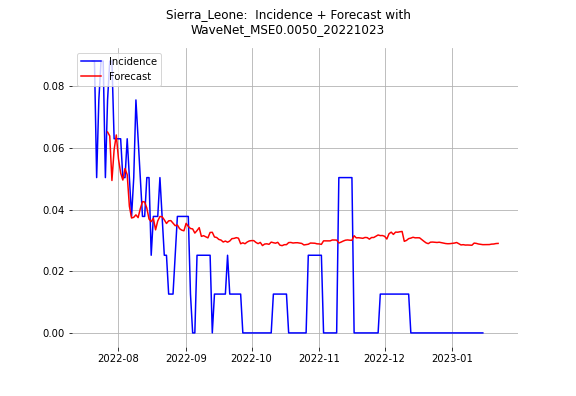 Sierra_Leone:  Incidence + Forecast with
WaveNet_MSE0.0050_20221023
Incidence
Forecast
0.08
0.06
0.04
0.02
0.00
2022-08
2022-09
2022-10
2022-11
2022-12
2023-01